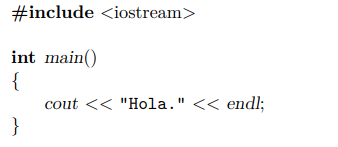 #include <iostream>
int main()
{
cout << "Hola." << endl;
}